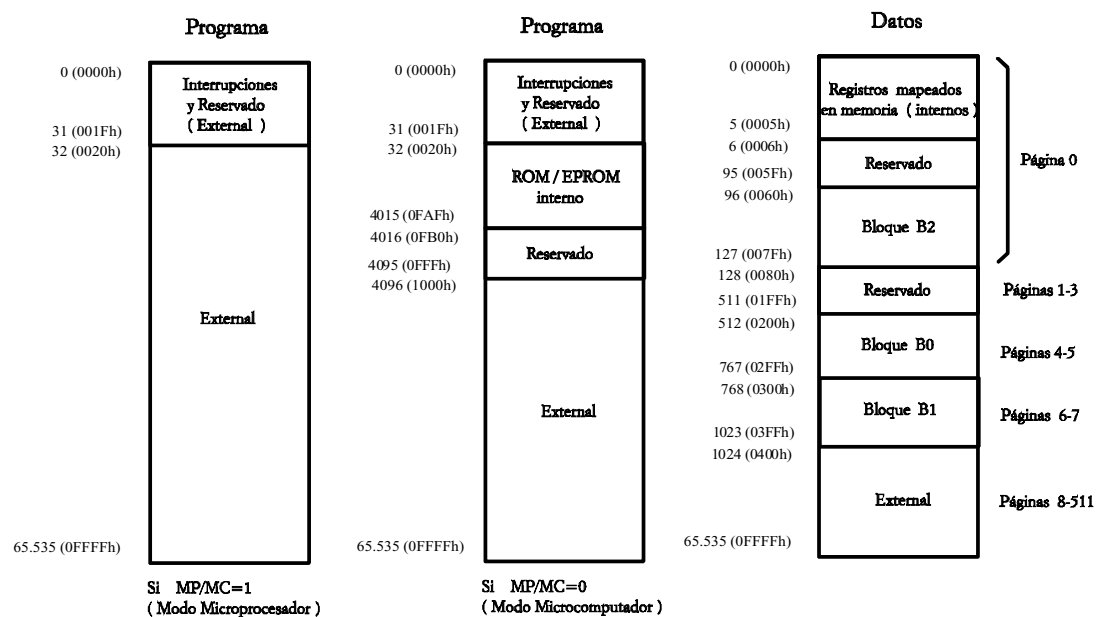 Programa
0 (0000h)
Interrupciones
y Reservado
( External )
31 (001Fh)
32 (0020h)
External
65.535 (0FFFFh)
Si MP/MC=1
( Modo Microprocesador )
Programa
0 (0000h)
Interrupciones
y Reservado
( External )
31 (001Fh)
32 (0020h)
ROM / EPROM
interno
4015 (0FAFh)
4016 (0FB0h)
Reservado
4095 (0FFFh)
4096 (1000h)
External
65.535 (0FFFFh)
Si MP/MC=0
( Modo Microcomputador )
Datos
0 (0000h)
Registros mapeados
en memoria ( internos )
5 (0005h)
6 (0006h)
Reservado
95 (005Fh)
96 (0060h)
Página 0
Bloque B2
127 (007Fh)
128 (0080h)
Reservado
Páginas 1-3
511 (01FFh)
512 (0200h)
Bloque B0
Páginas 4-5
767 (02FFh)
768 (0300h)
Bloque B1
Páginas 6-7
1023 (03FFh)
1024 (0400h)
External
Páginas 8-511
65.535 (0FFFFh)